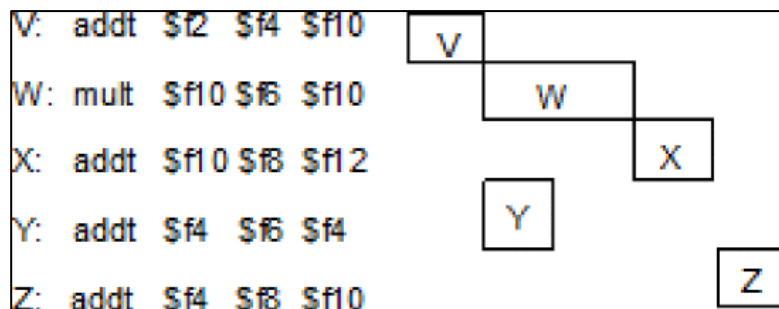 V: addt $f2 $f4 $f10 V
W: mult $f10 $f6 $f10 W
X: addt $f10 $f8 $f12 X
Y: addt $f4 $f6 $f4 Y
Z: addt $f4 $f8 $f10 Z